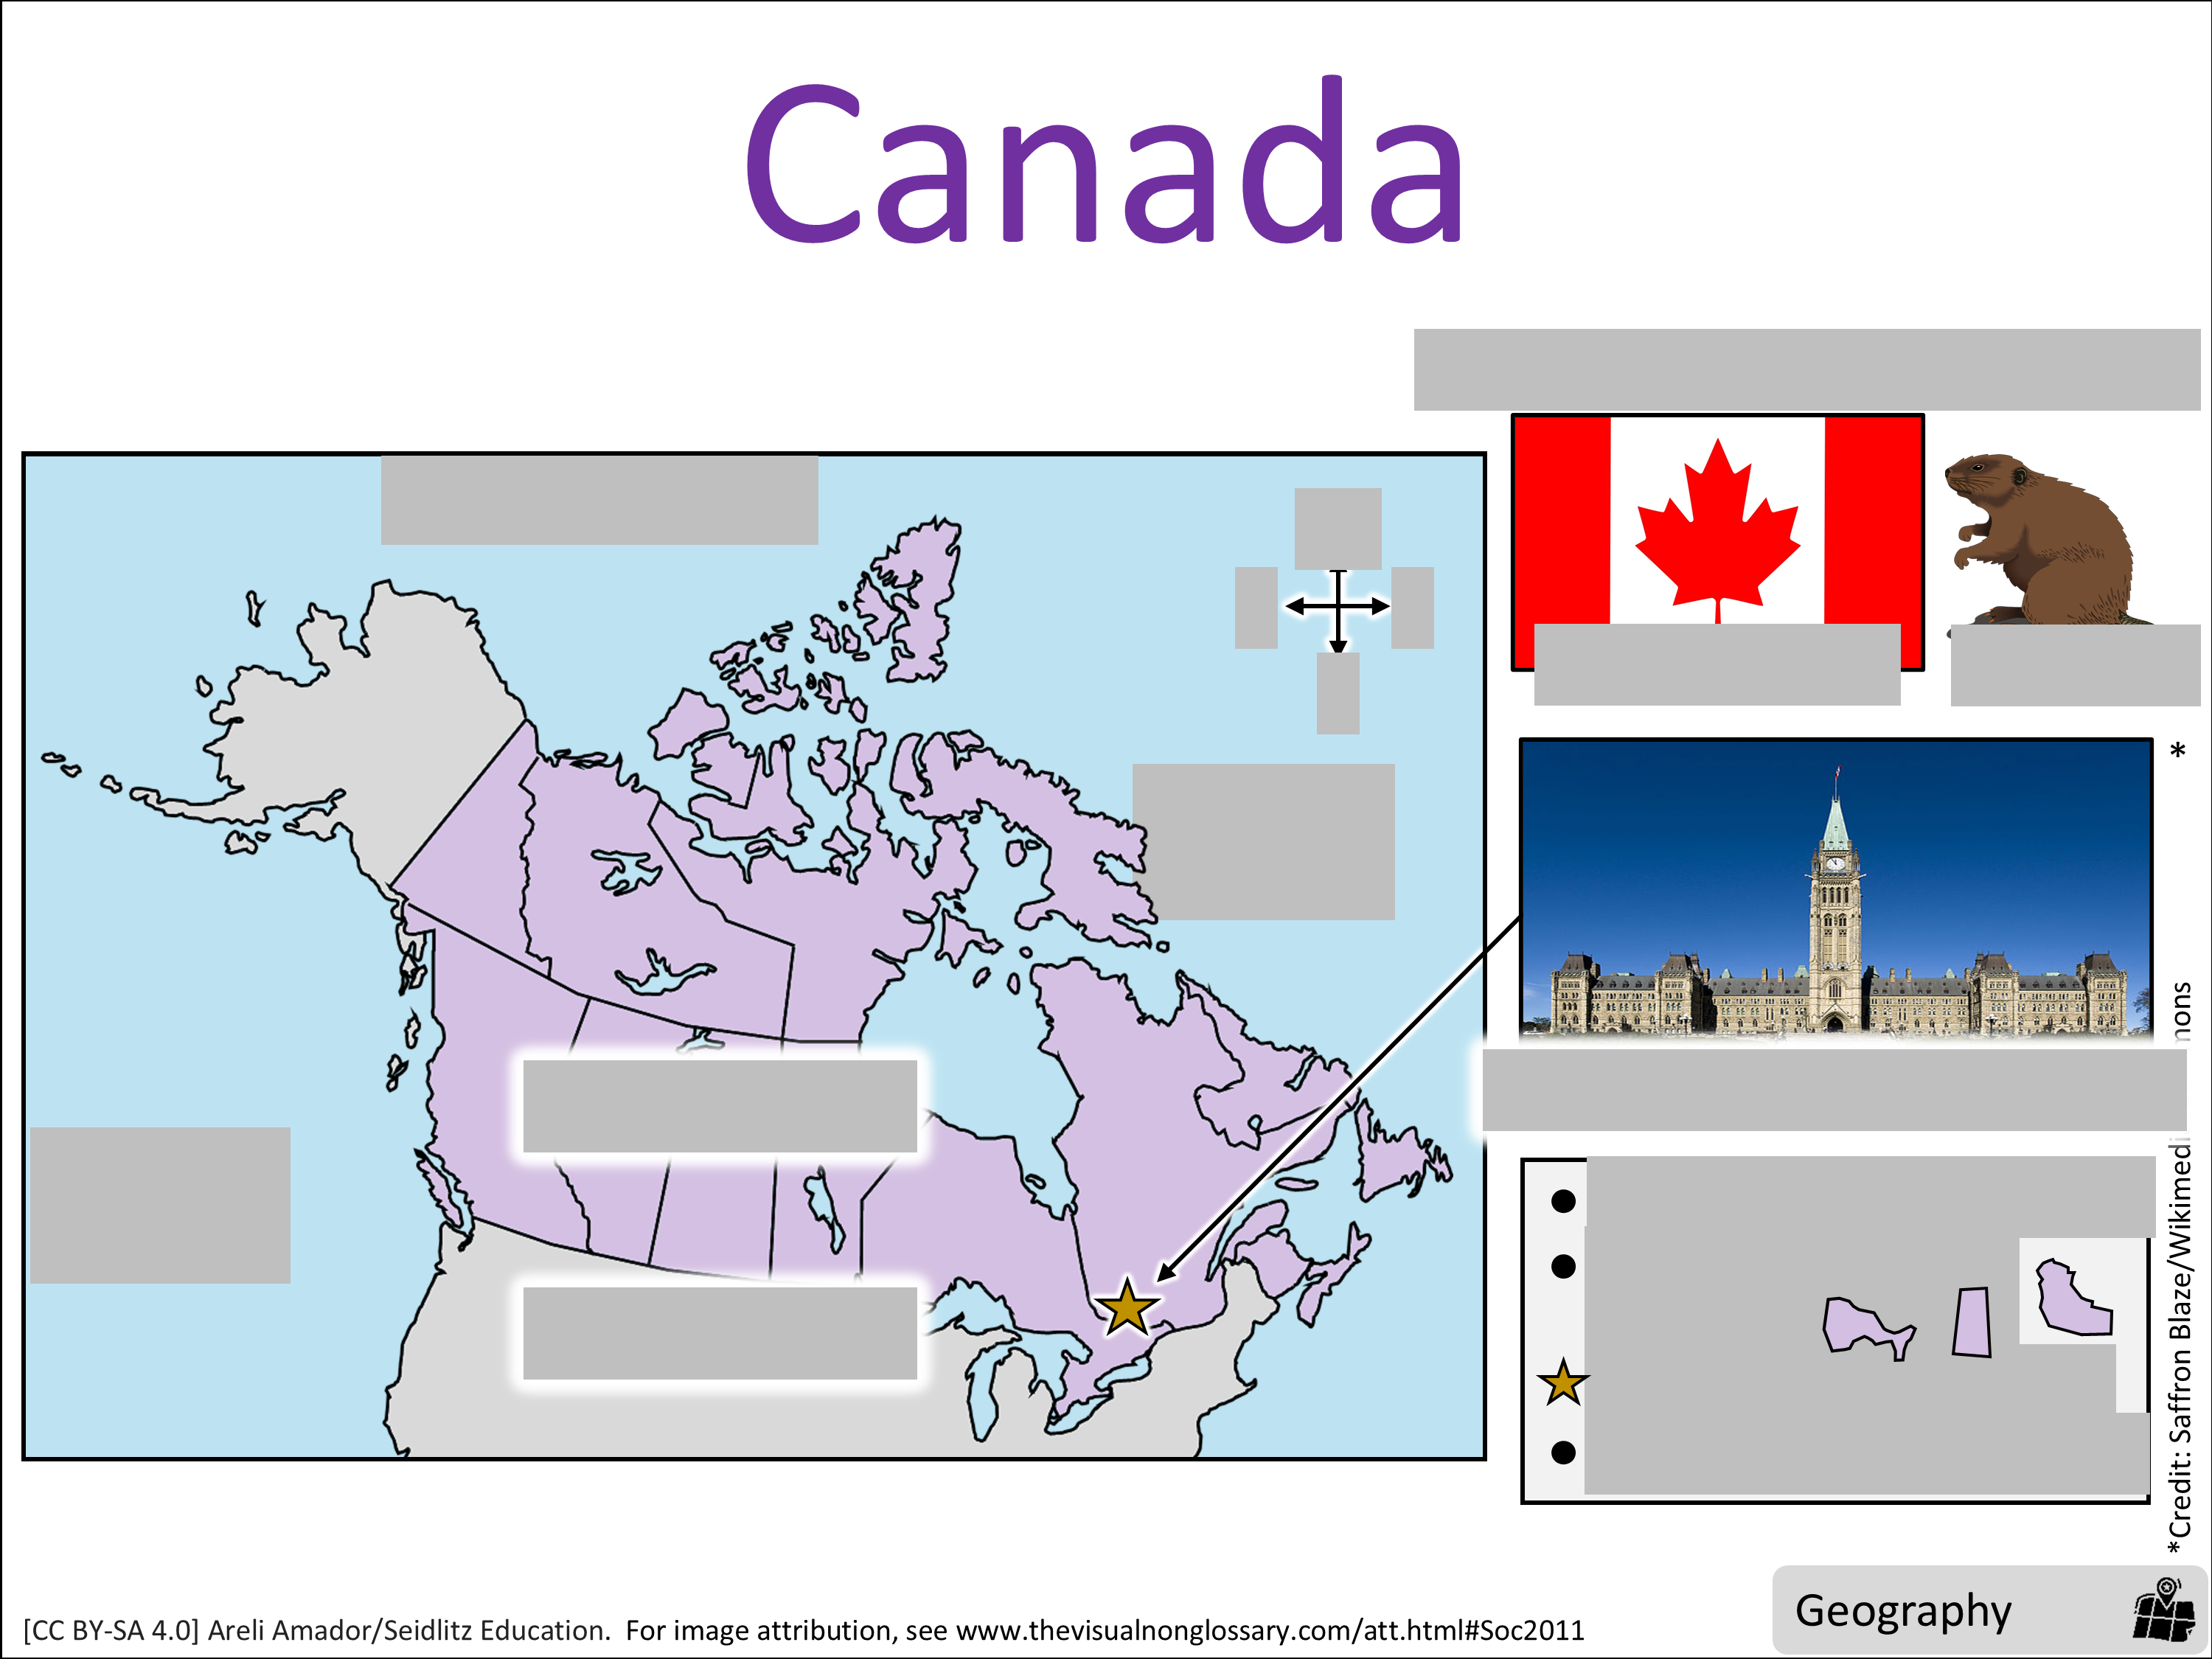 Canada
*
*Credit: Saffron Blaze/Wikimedi
mons
Geography
[CC BY-SA 4.0] Areli Amador/Seidlitz Education.  For image attribution, see www.thevisualnonglossary.com/att.html#Soc2011